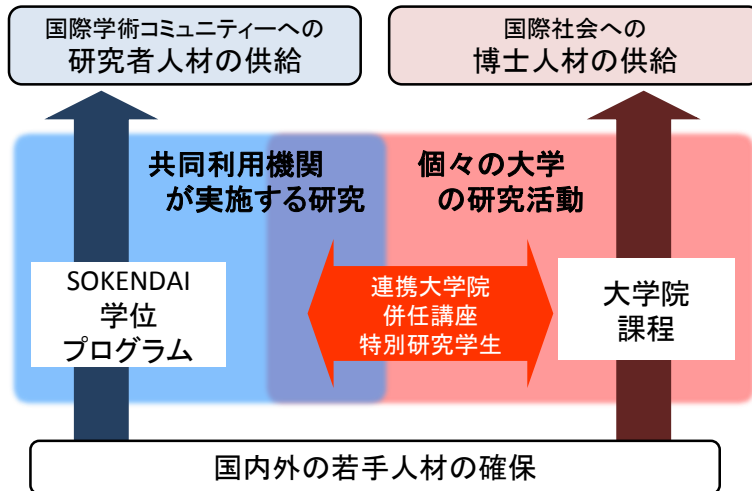 国際学術コミュニティーへの
研究者人材の供給
国際社会への
博士人材の供給
共同利用機関
が実施する研究
個々の大学
の研究活動
SOKENDAI
学位
プログラム
連携大学院
併任講座
特別研究学生
大学院
課程
国内外の若手人材の確保